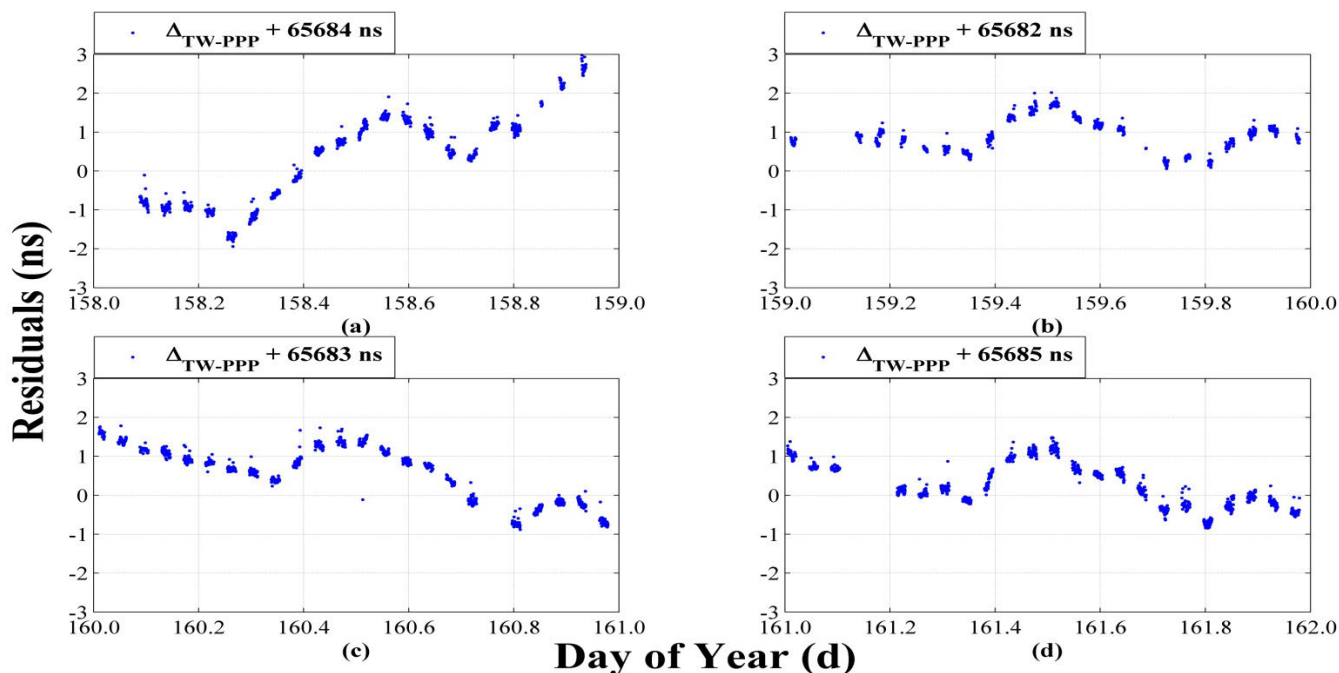 Δ_TW-PPP + 65684 ns
3
2
1
0
-1
-2
-3
158.0 158.2 158.4 158.6 158.8 159.0
(a)
Δ_TW-PPP + 65682 ns
3
2
1
0
-1
-2
-3
159.0 159.2 159.4 159.6 159.8 160.0
(b)
Residuals (ns)
Δ_TW-PPP + 65683 ns
3
2
1
0
-1
-2
-3
160.0 160.2 160.4 160.6 160.8 161.0
(c)
Δ_TW-PPP + 65685 ns
3
2
1
0
-1
-2
-3
161.0 161.2 161.4 161.6 161.8 162.0
(d)
Day of Year (d)